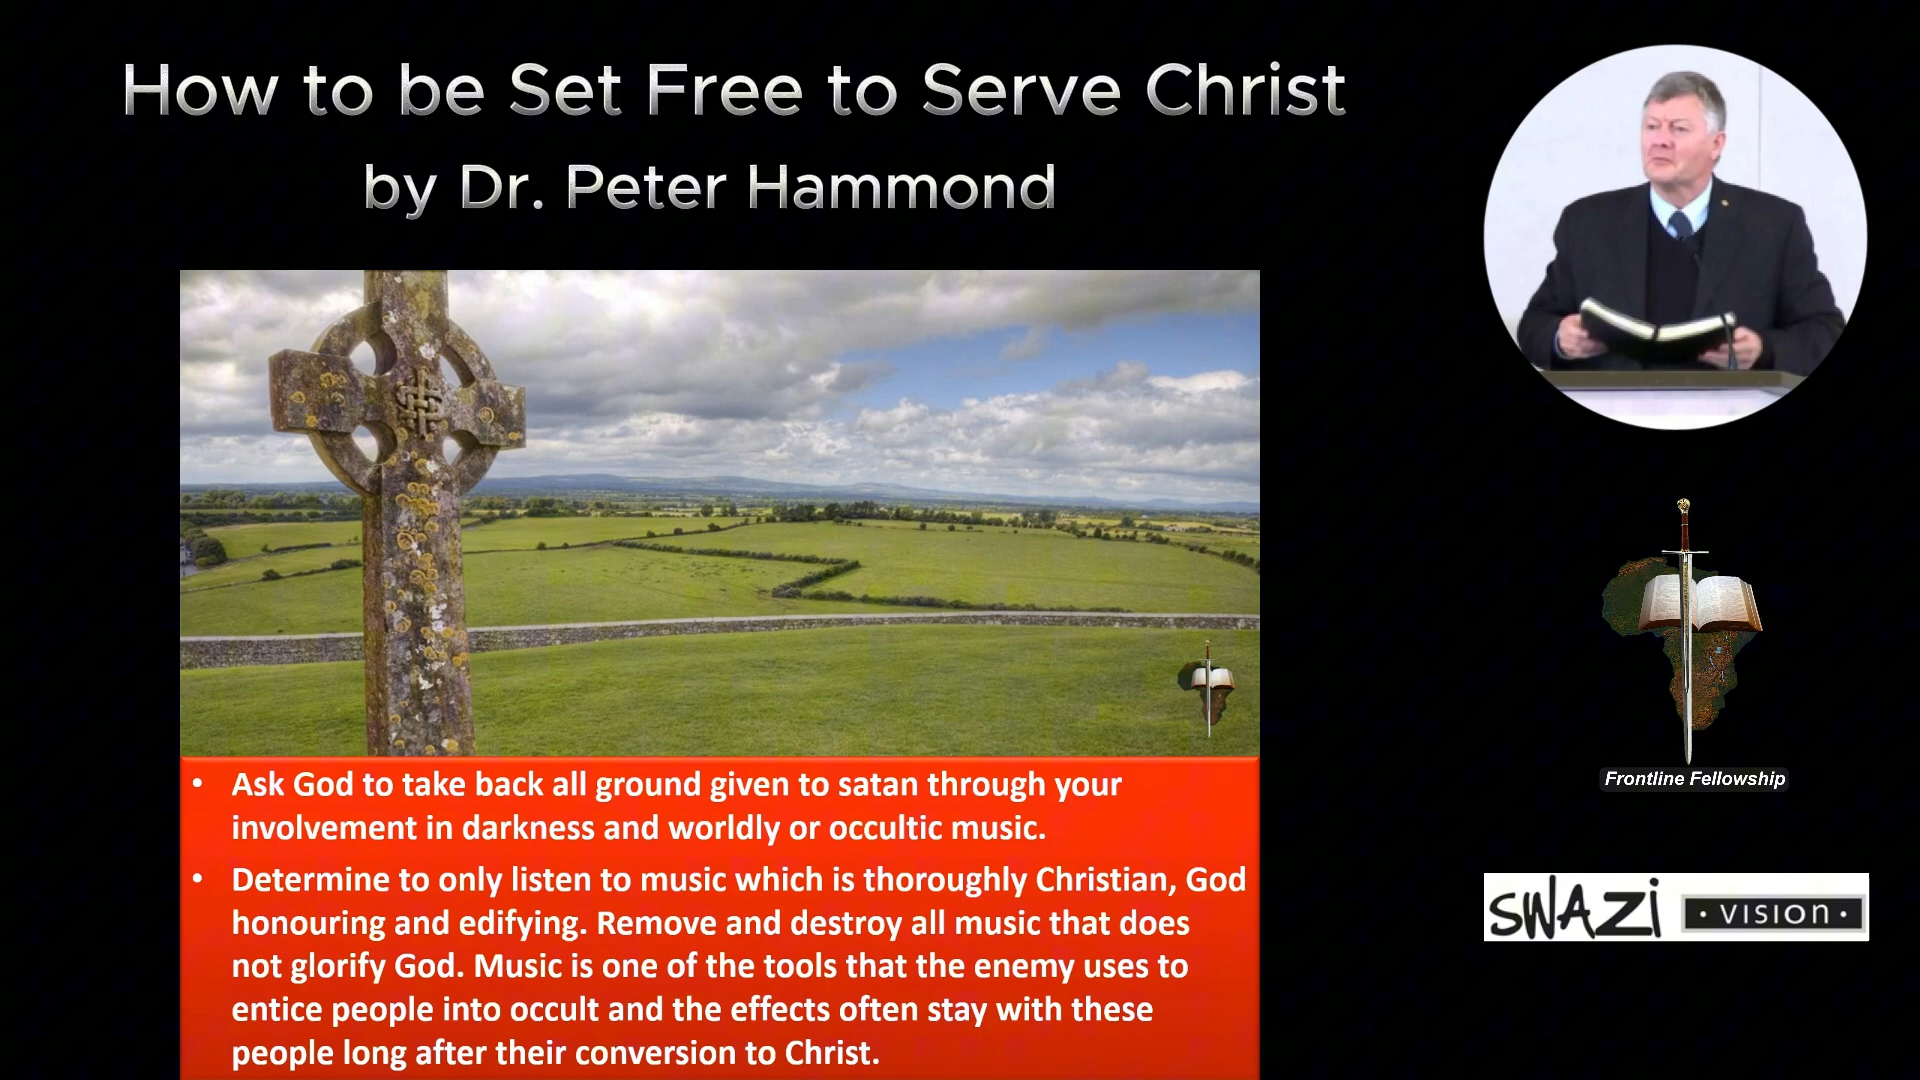 How to be Set Free to Serve Christ
by Dr. Peter Hammond
• Ask God to take back all ground given to satan through your
involvement in darkness and worldly or occultic music.
• Determine to only listen to music which is thoroughly Christian, God
honouring and edifying. Remove and destroy all music that does
not glorify God. Music is one of the tools that the enemy uses to
entice people into occult and the effects often stay with these
people long after their conversion to Christ.
Frontline Fellowship
SWAZi • VISION •